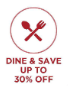 DINE & SAVE
UP TO
30% OFF